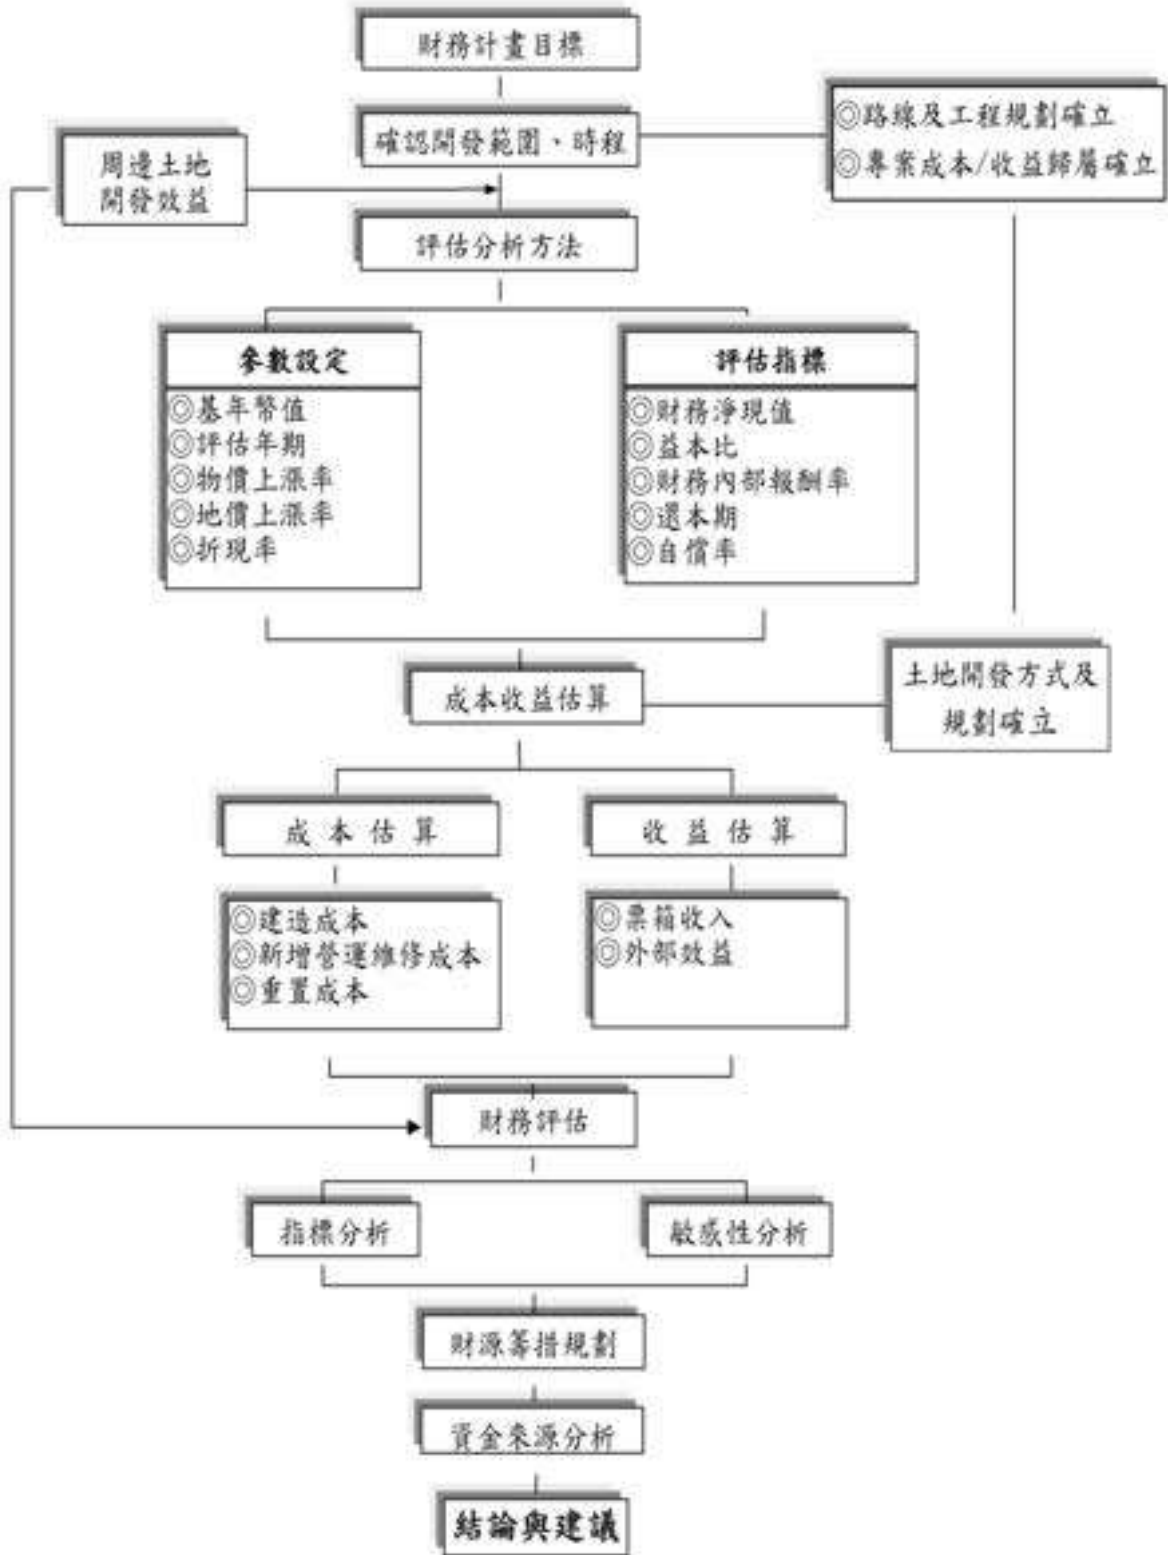 財務計畫目標
確認開發範圍、時程
◎路線及工程規劃確立
◎專案成本/收益歸屬確立
周邊土地
開發效益
評估分析方法
參數設定
◎基年幣值
◎評估年期
◎物價上漲率
◎地價上漲率
◎折現率
評估指標
◎財務淨現值
◎益本比
◎財務內部報酬率
◎還本期
◎自償率
成本收益估算
土地開發方式及
規劃確立
成本估算
收益估算
◎建造成本
◎新增營運維修成本
◎重置成本
◎票箱收入
◎外部效益
財務評估
指標分析
敏感性分析
財源籌措規劃
資金來源分析
結論與建議